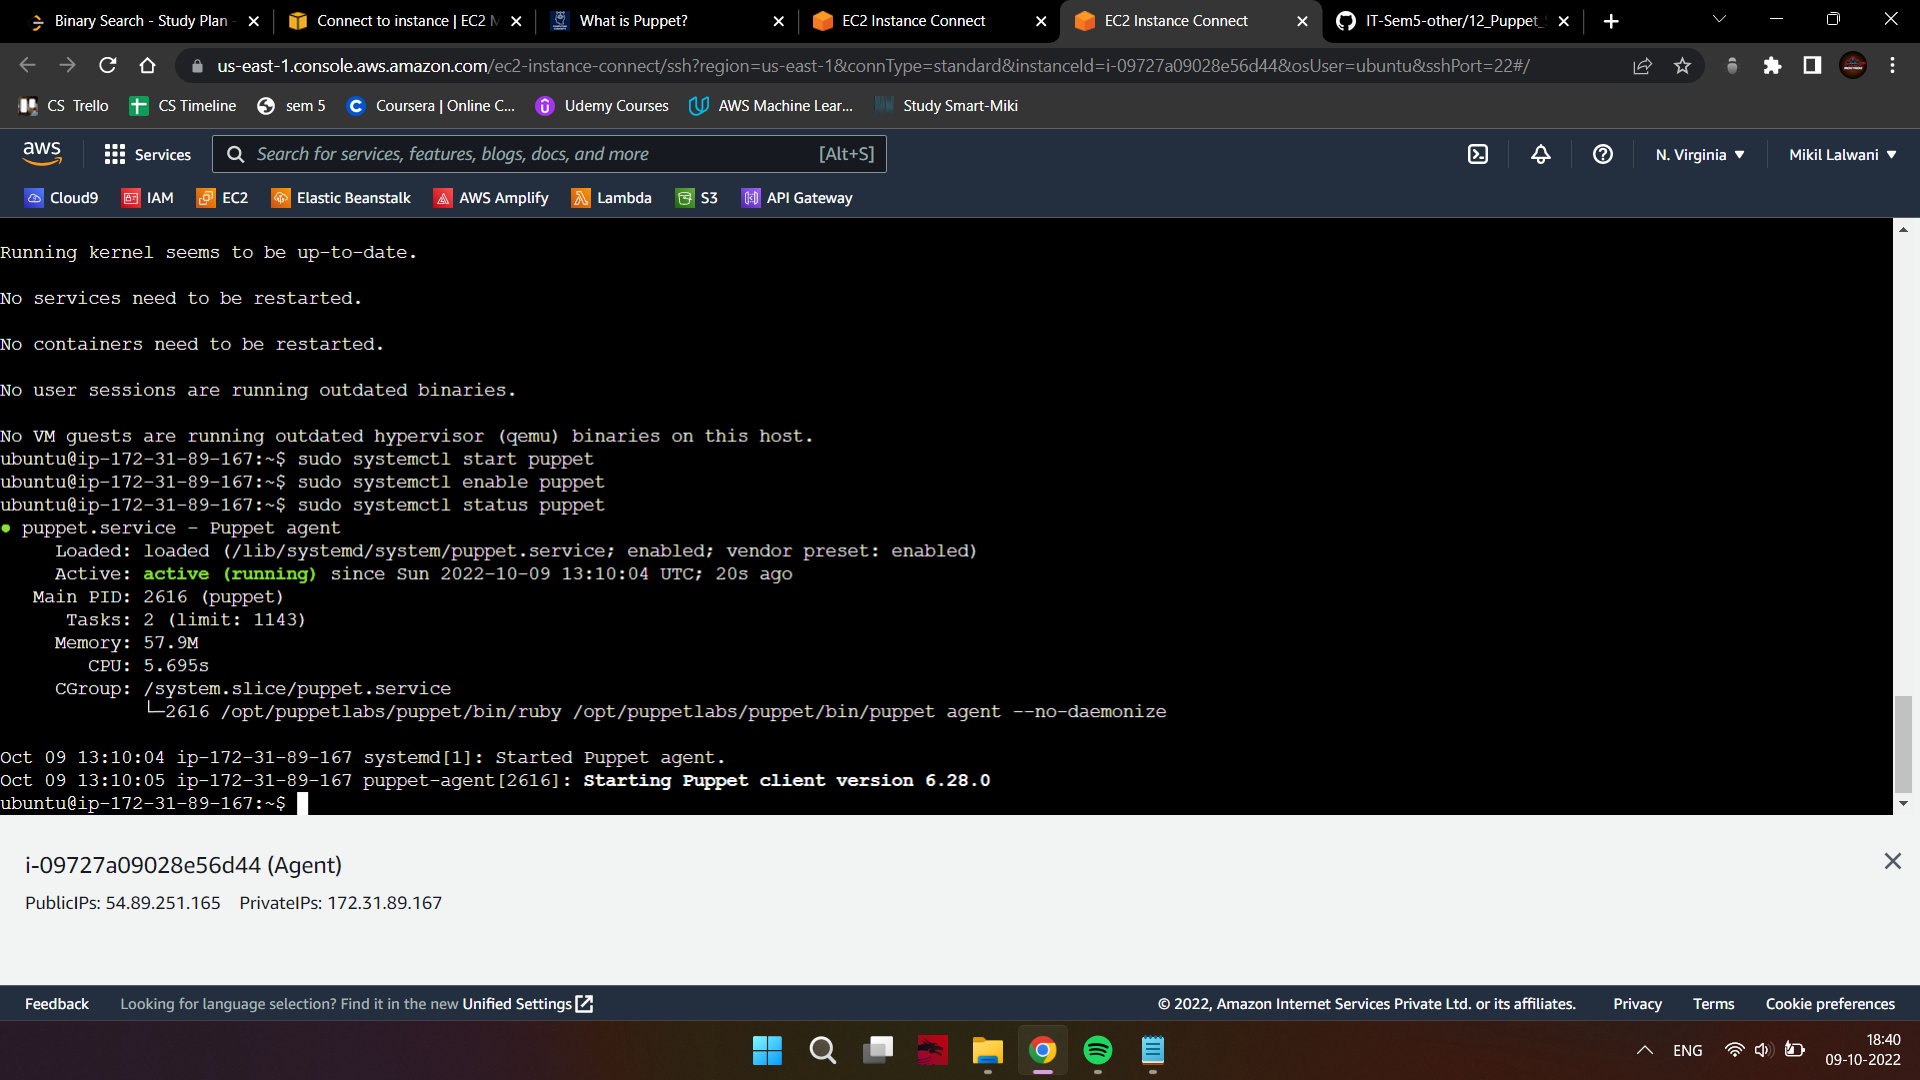 Binary Search - Study Plan -
Connect to instance | EC2 M
What is Puppet?
EC2 Instance Connect
EC2 Instance Connect
IT-Sem5-other/12_Puppet_
us-east-1.console.aws.amazon.com/ec2-instance-connect/ssh?region=us-east-1&connType=standard&instanceId=i-09727a09028e56d44&osUser=ubuntu&sshPort=22#/
CS Trello
CS Timeline
sem 5
Coursera | Online C...
Udemy Courses
AWS Machine Lear...
Study Smart-Miki
aws
Services
Search for services, features, blogs, docs, and more
[Alt+S]
N. Virginia
Mikil Lalwani
Cloud9
IAM
EC2
Elastic Beanstalk
AWS Amplify
Lambda
S3
API Gateway
Running kernel seems to be up-to-date.
No services need to be restarted.
No containers need to be restarted.
No user sessions are running outdated binaries.
No VM guests are running outdated hypervisor (qemu) binaries on this host.
ubuntu@ip-172-31-89-167:~$ sudo systemctl start puppet
ubuntu@ip-172-31-89-167:~$ sudo systemctl enable puppet
ubuntu@ip-172-31-89-167:~$ sudo systemctl status puppet
● puppet.service - Puppet agent
Loaded: loaded (/lib/systemd/system/puppet.service; enabled; vendor preset: enabled)
Active: active (running) since Sun 2022-10-09 13:10:04 UTC; 20s ago
Main PID: 2616 (puppet)
Tasks: 2 (limit: 1143)
Memory: 57.9M
CPU: 5.695s
CGroup: /system.slice/puppet.service
└─2616 /opt/puppetlabs/puppet/bin/ruby /opt/puppetlabs/puppet/bin/puppet agent --no-daemonize
Oct 09 13:10:04 ip-172-31-89-167 systemd[1]: Started Puppet agent.
Oct 09 13:10:05 ip-172-31-89-167 puppet-agent[2616]: Starting Puppet client version 6.28.0
ubuntu@ip-172-31-89-167:~$
i-09727a09028e56d44 (Agent)
PublicIPs: 54.89.251.165 PrivateIPs: 172.31.89.167
Feedback
Looking for language selection? Find it in the new Unified Settings
© 2022, Amazon Internet Services Private Ltd. or its affiliates.
Privacy
Terms
Cookie preferences
ENG
18:40
09-10-2022